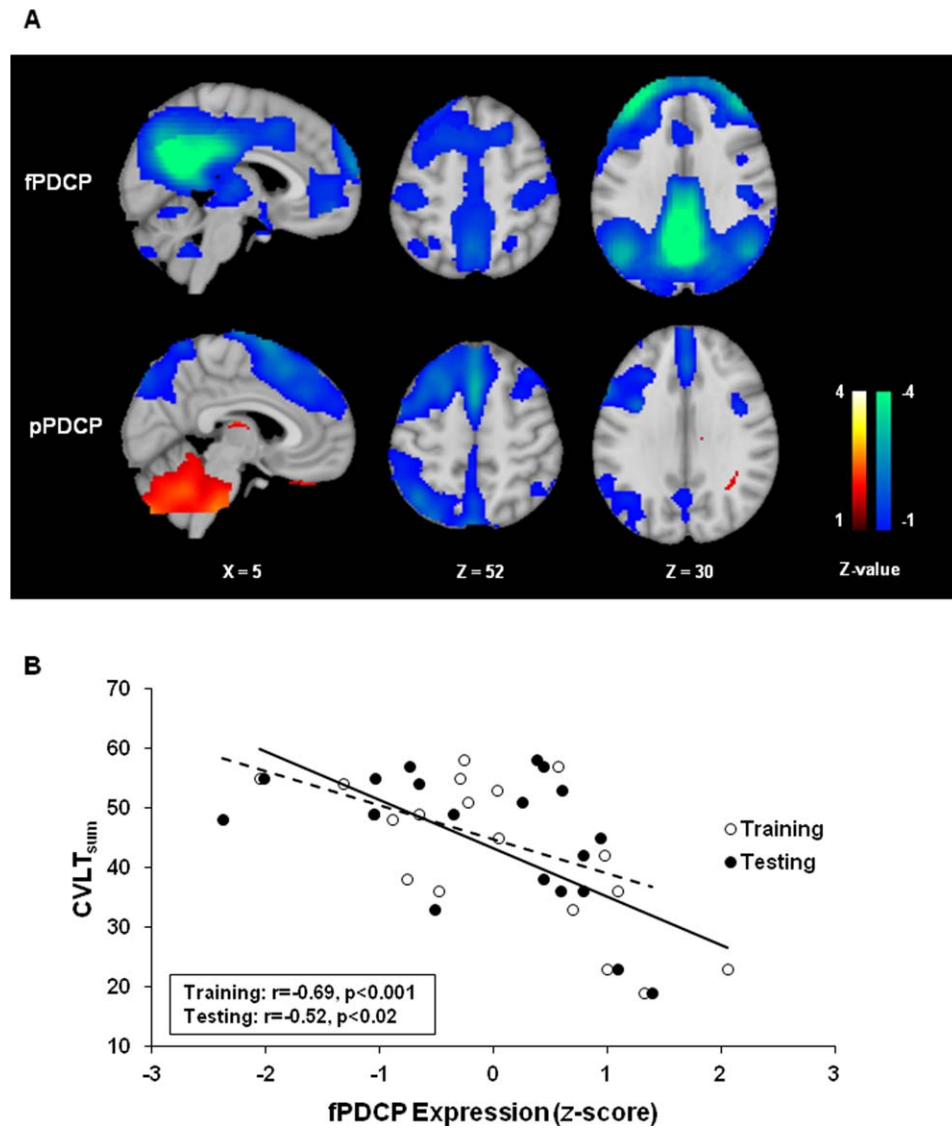 A
fPDCP
pPDCP
4
-4
1
-1
X = 5
Z = 52
Z = 30
Z-value
B
CVLTsum
70
60
50
40
30
20
10
Training
Testing
Training: r=-0.69, p<0.001
Testing: r=-0.52, p<0.02
-3
-2
-1
0
1
2
3
fPDCP Expression (z-score)